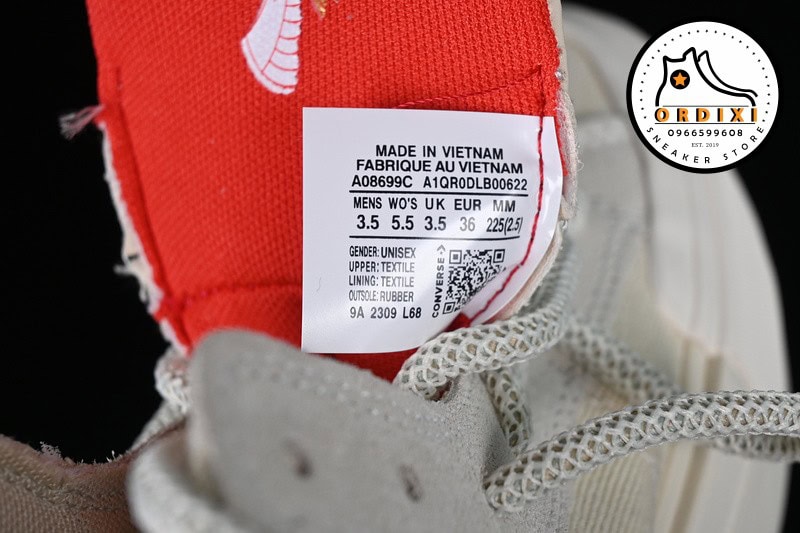 ORDIXI
0966599608
EST. 2019
SNEAKER STORE
MADE IN VIETNAM
FABRIQUE AU VIETNAM
A08699C A1QR0DLB00622
MENS WO'S UK EUR MM
3.5 5.5 3.5 36 225(2.5)
GENDER: UNISEX
UPPER: TEXTILE
LINING: TEXTILE
OUTSOLE: RUBBER
9A 2309 L68
CONVERSE